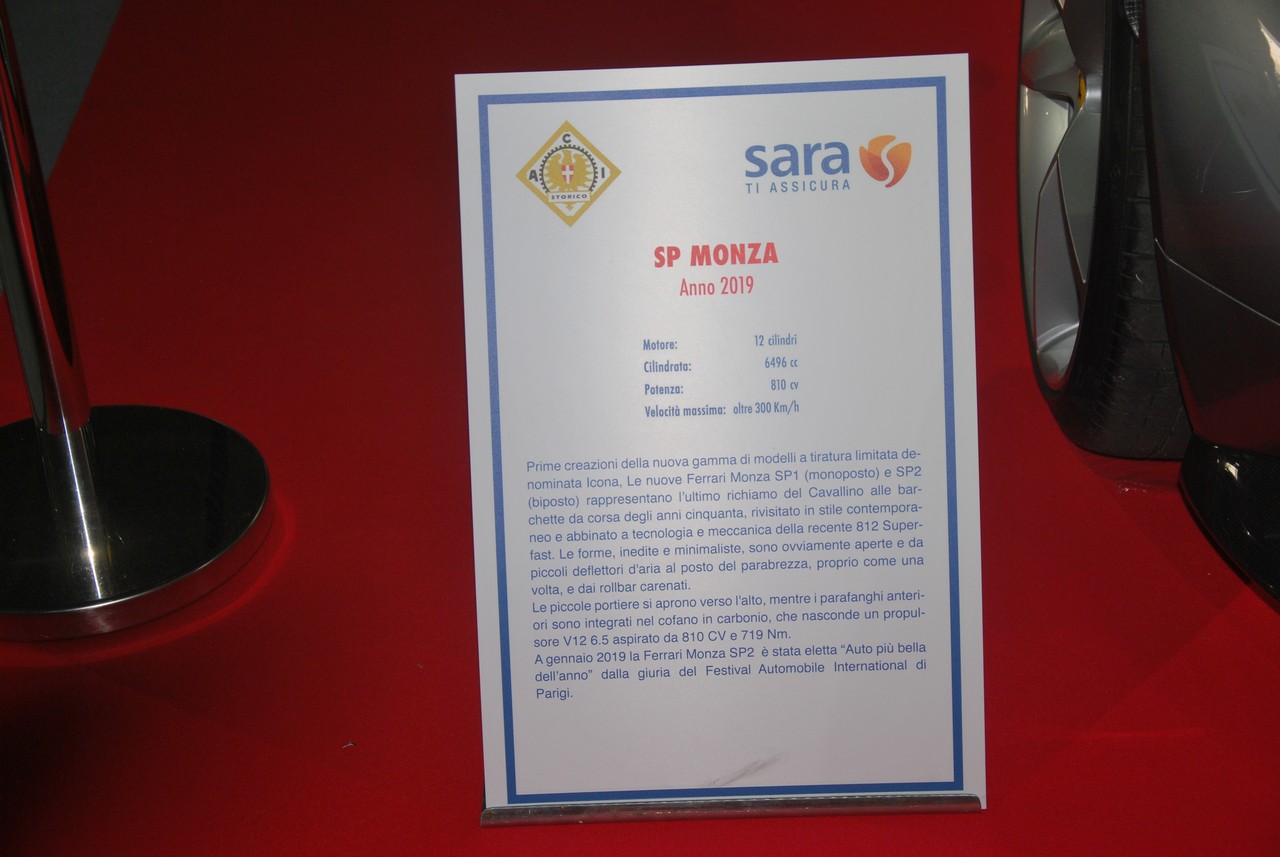 C
A I
STORICO
sara
TI ASSICURA
SP MONZA
Anno 2019
Motore: 12 cilindri
Cilindrata: 6496 cc
Potenza: 810 cv
Velocità massima: oltre 300 Km/h
Prime creazioni della nuova gamma di modelli a tiratura limitata de-
nominata Icona, Le nuove Ferrari Monza SP1 (monoposto) e SP2
(biposto) rappresentano l'ultimo richiamo del Cavallino alle bar-
chette da corsa degli anni cinquanta, rivisitato in stile contempora-
neo e abbinato a tecnologia e meccanica della recente 812 Super-
fast. Le forme, inedite e minimaliste, sono ovviamente aperte e da
piccoli deflettori d'aria al posto del parabrezza, proprio come una
volta, e dai rollbar carenati.
Le piccole portiere si aprono verso l'alto, mentre i parafanghi anteri-
ori sono integrati nel cofano in carbonio, che nasconde un propul-
sore V12 6.5 aspirato da 810 CV e 719 Nm.
A gennaio 2019 la Ferrari Monza SP2 è stata eletta “Auto più bella
dell'anno” dalla giuria del Festival Automobile International di
Parigi.